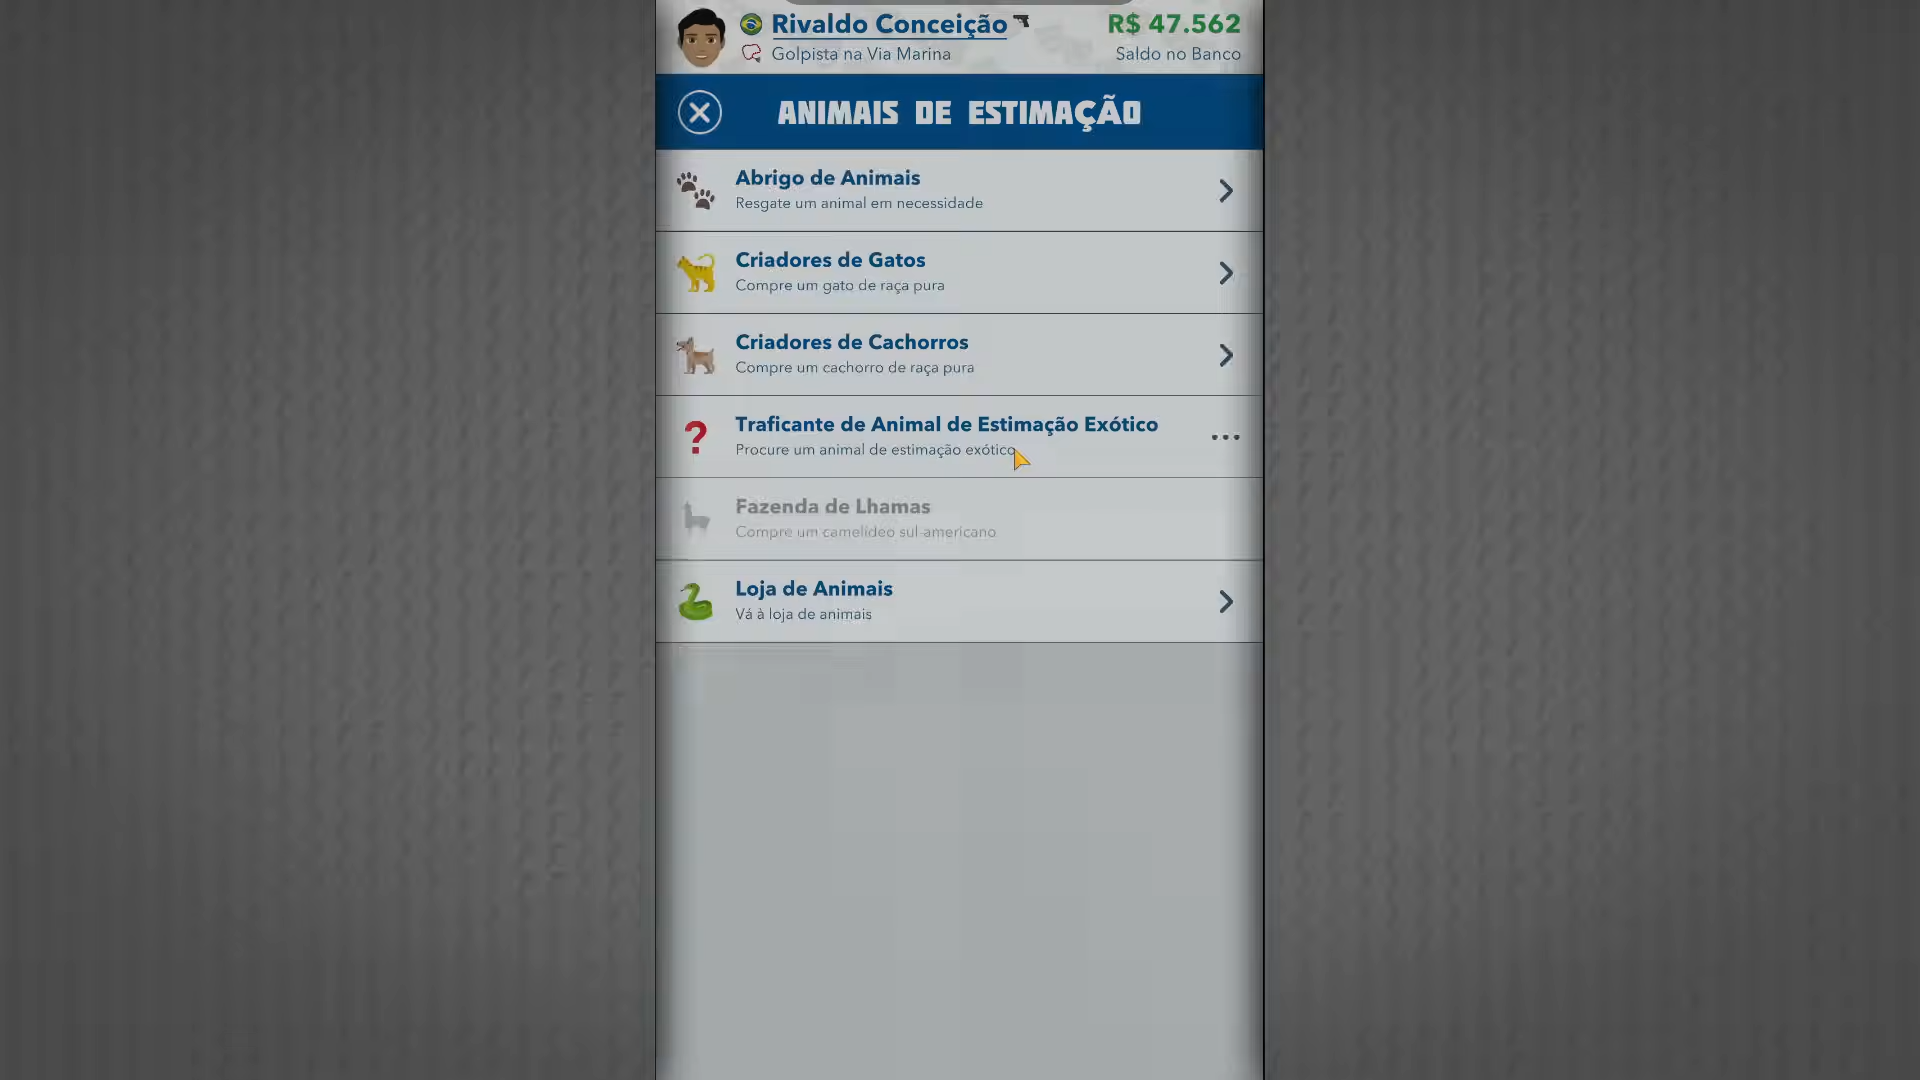 Rivaldo Conceição
R$ 47.562
Golpista na Via Marina
Saldo no Banco
ANIMAIS DE ESTIMAÇÃO
Abrigo de Animais
Resgate um animal em necessidade
Criadores de Gatos
Compre um gato de raça pura
Criadores de Cachorros
Compre um cachorro de raça pura
Traficante de Animal de Estimação Exótico
Procure um animal de estimação exótico
Fazenda de Lhamas
Compre um camelídeo sul-americano
Loja de Animais
Vá à loja de animais